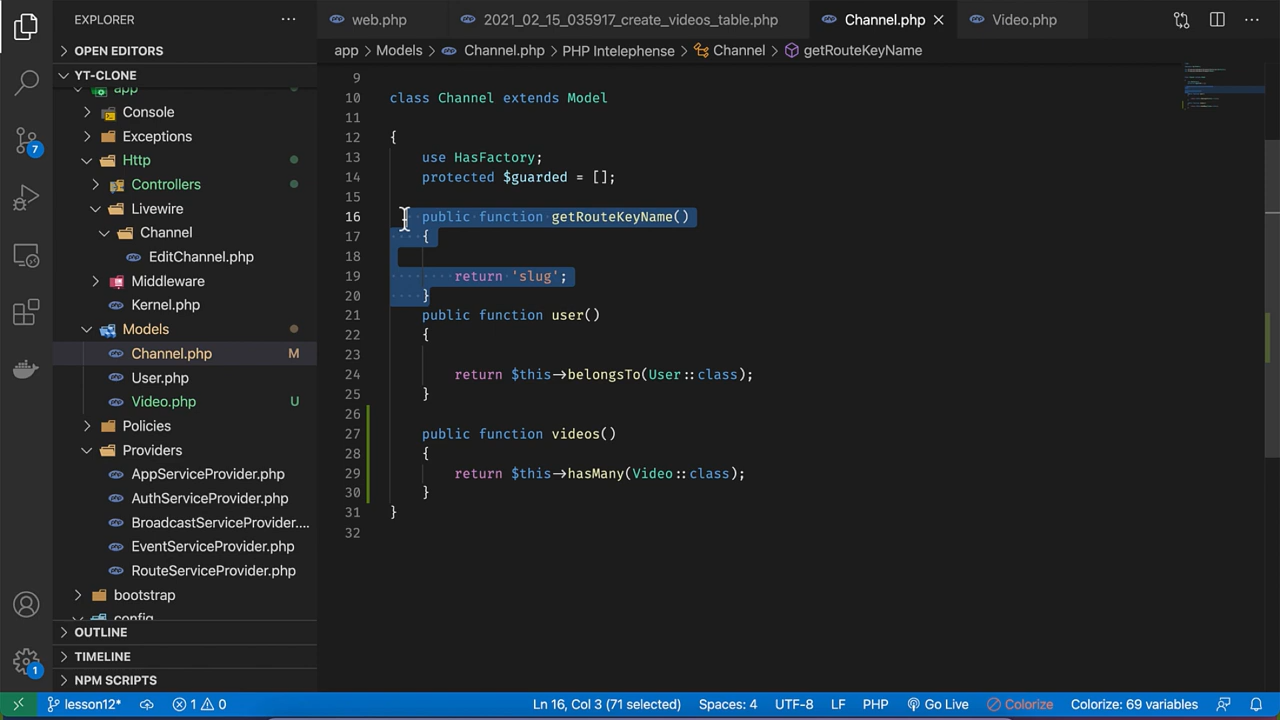 EXPLORER
OPEN EDITORS
YT-CLONE
app
Console
Exceptions
Http
Controllers
Livewire
Channel
EditChannel.php
Middleware
Kernel.php
Models
Channel.php M
User.php
Video.php U
Policies
Providers
AppServiceProvider.php
AuthServiceProvider.php
BroadcastServiceProvider....
EventServiceProvider.php
RouteServiceProvider.php
bootstrap
config
OUTLINE
TIMELINE
NPM SCRIPTS
7
1
web.php 2021_02_15_035917_create_videos_table.php Channel.php Video.php
app > Models > Channel.php > PHP Intelephense > Channel > getRouteKeyName
9
10 class Channel extends Model
11
12 {
13 use HasFactory;
14 protected $guarded = [];
15
16 public function getRouteKeyName()
17 {
18
19 return 'slug';
20 }
21 public function user()
22 {
23
24 return $this->belongsTo(User::class);
25 }
26
27 public function videos()
28 {
29 return $this->hasMany(Video::class);
30 }
31 }
32
lesson12* 1 0 Ln 16, Col 3 (71 selected) Spaces: 4 UTF-8 LF PHP Go Live Colorize Colorize: 69 variables